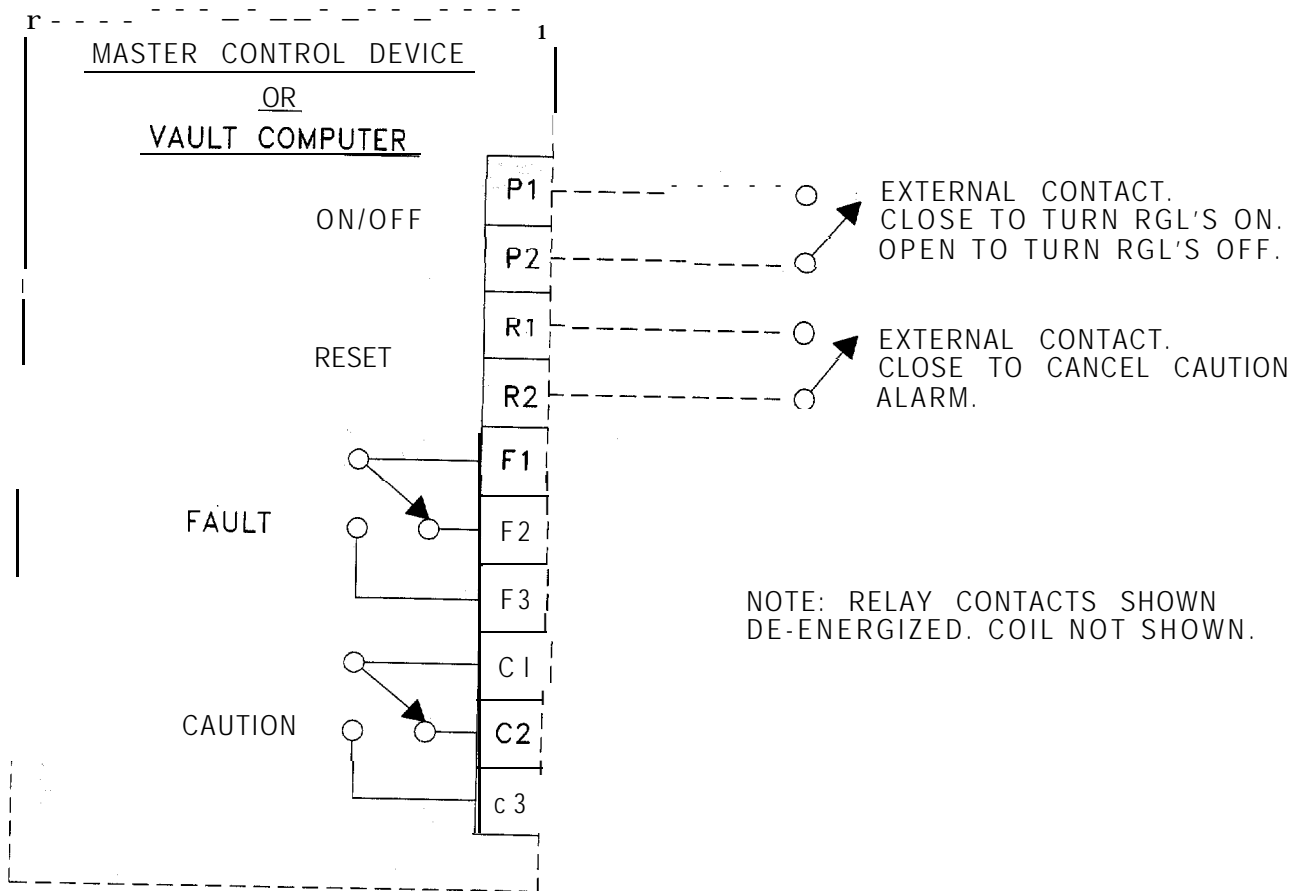 MASTER CONTROL DEVICE
OR
VAULT COMPUTER
ON/OFF
P1
P2
EXTERNAL CONTACT.
CLOSE TO TURN RGL'S ON.
OPEN TO TURN RGL'S OFF.
RESET
R1
R2
EXTERNAL CONTACT.
CLOSE TO CANCEL CAUTION
ALARM.
FAULT
F1
F2
F3
NOTE: RELAY CONTACTS SHOWN
DE-ENERGIZED. COIL NOT SHOWN.
CAUTION
C1
C2
c3